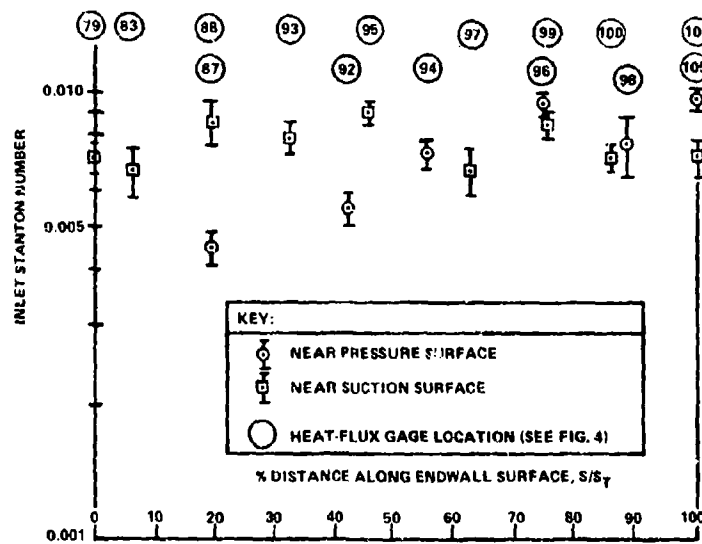 79 83 88 93 95 97 99 100
87 92 94 96 98 105
0.010
0.005
0.001
INLET STANTON NUMBER
KEY:
NEAR PRESSURE SURFACE
NEAR SUCTION SURFACE
HEAT-FLUX GAGE LOCATION (SEE FIG. 4)
% DISTANCE ALONG ENDWALL SURFACE, S/S_T
0 10 20 30 40 50 60 70 80 90 100